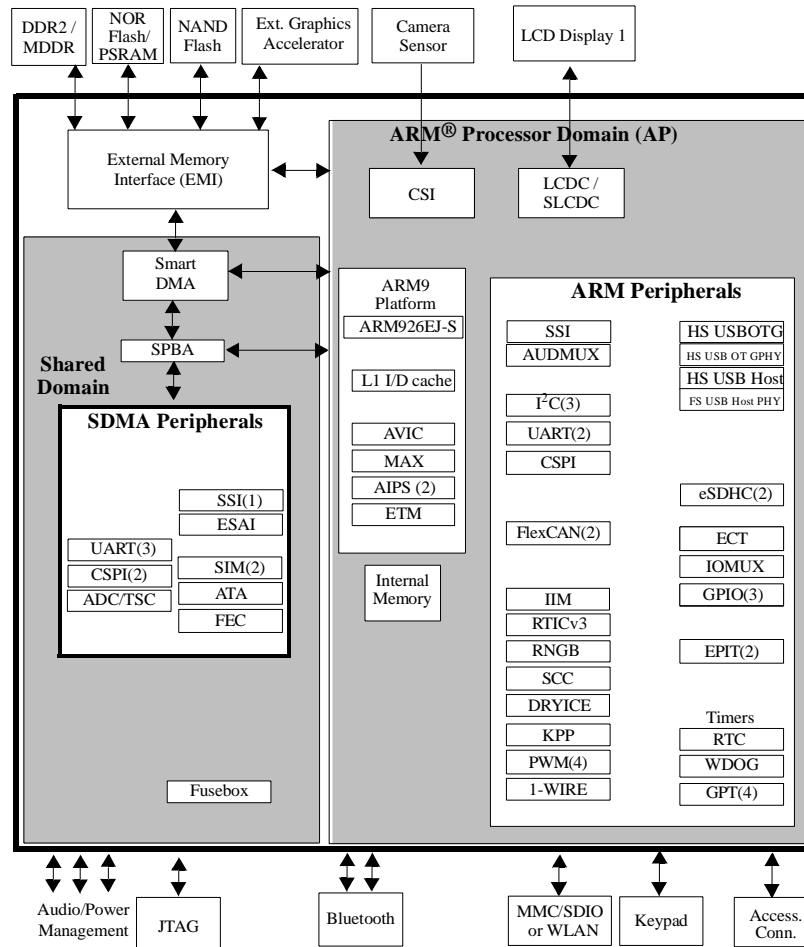 DDR2 /
MDDR
NOR
Flash/
PSRAM
NAND
Flash
Ext. Graphics
Accelerator
Camera
Sensor
LCD Display 1
External Memory
Interface (EMI)
ARM® Processor Domain (AP)
CSI
LCDC /
SLCDC
Smart
DMA
SPBA
Shared
Domain
SDMA Peripherals
SSI(1)
ESAI
UART(3)
CSPI(2)
ADC/TSC
SIM(2)
ATA
FEC
Fusebox
ARM9
Platform
ARM926EJ-S
L1 I/D cache
AVIC
MAX
AIPS (2)
ETM
Internal
Memory
ARM Peripherals
SSI
AUDMUX
I²C(3)
UART(2)
CSPI
FlexCAN(2)
IIM
RTICv3
RNGB
SCC
DRYICE
KPP
PWM(4)
1-WIRE
HS USBOTG
HS USB OT GPHY
HS USB Host
FS USB Host PHY
eSDHC(2)
ECT
IOMUX
GPIO(3)
EPIT(2)
Timers
RTC
WDOG
GPT(4)
Audio/Power
Management
JTAG
Bluetooth
MMC/SDIO
or WLAN
Keypad
Access.
Conn.